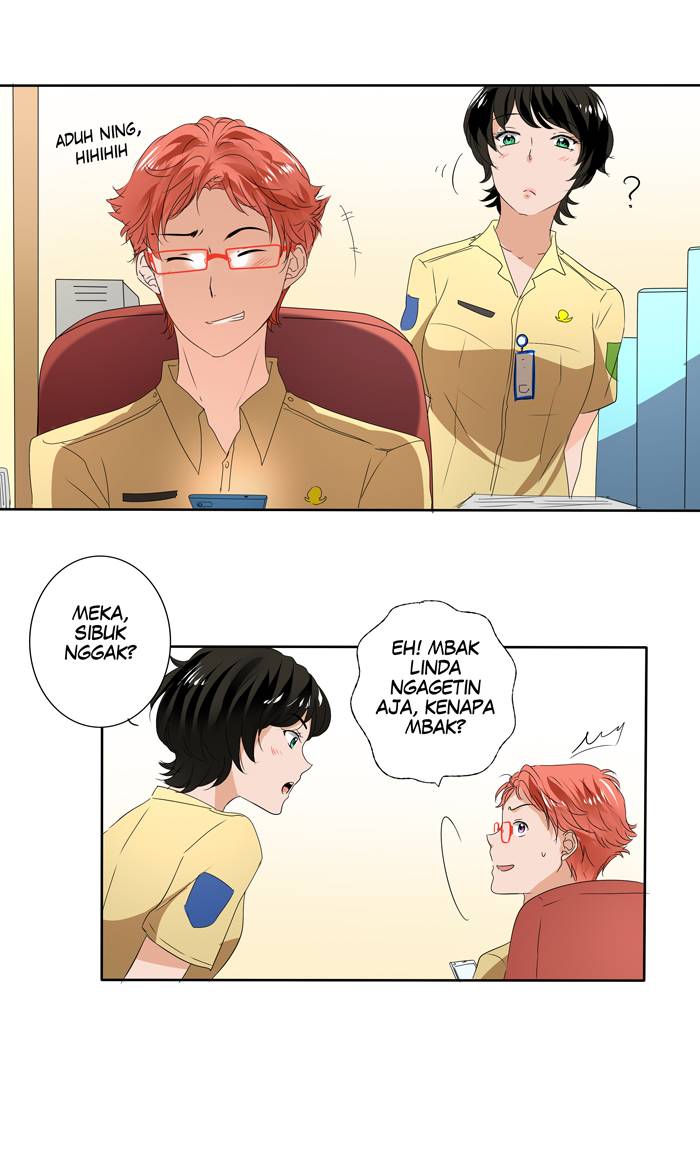 ADUH NING,
HIHIHIH
?
MEKA,
SIBUK
NGGAK?
EH! MBAK
LINDA
NGAGETIN
AJA, KENAPA
MBAK?